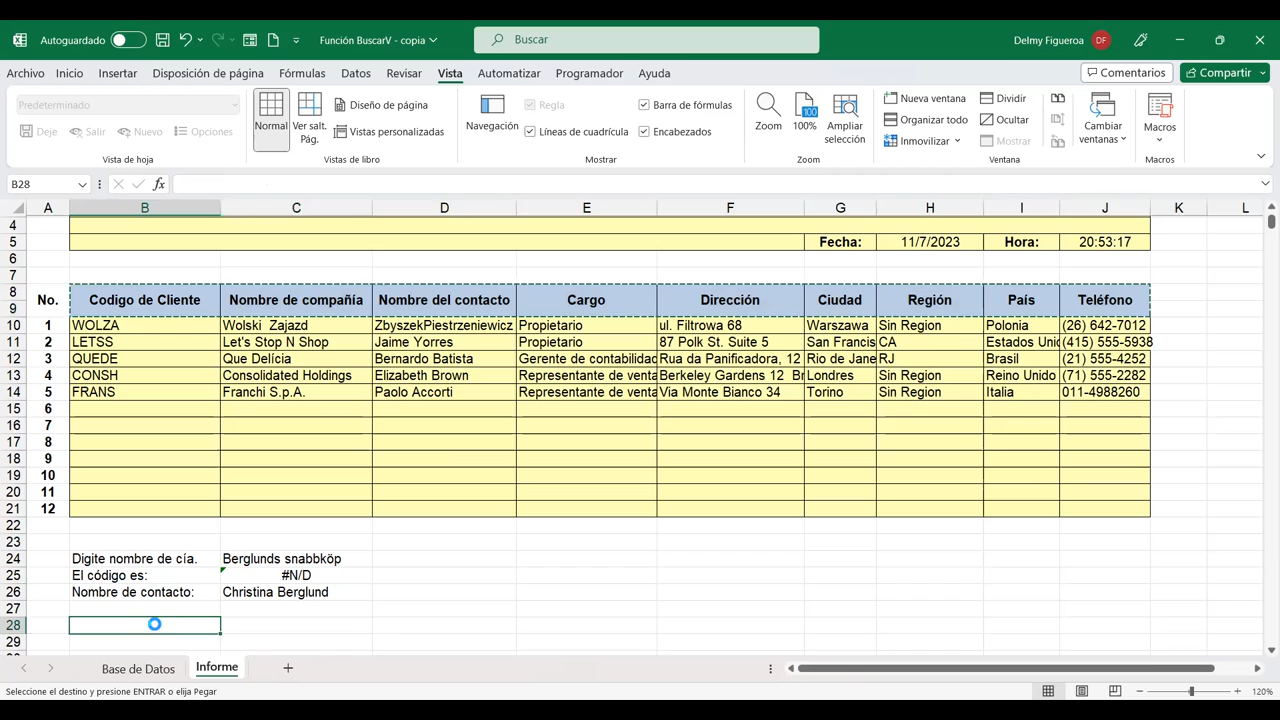 Autoguardado
Función BuscarV - copia
Buscar
Delmy Figueroa
DF
Archivo Inicio Insertar Disposición de página Fórmulas Datos Revisar Vista Automatizar Programador Ayuda
Comentarios
Compartir
Predeterminado
Deje Salir Nuevo Opciones
Vista de hoja
Normal
Ver salt. Pág.
Diseño de página
Vistas personalizadas
Vistas de libro
Navegación
Regla
Líneas de cuadrícula
Barra de fórmulas
Encabezados
Mostrar
Zoom
100
100%
Ampliar selección
Zoom
Nueva ventana
Organizar todo
Inmovilizar
Dividir
Ocultar
Mostrar
Cambiar ventanas
Ventana
Macros
Macros
B28
fx
A B C D E F G H I J K L
4
5 Fecha: 11/7/2023 Hora: 20:53:17
6
7
8
9
No. Codigo de Cliente Nombre de compañía Nombre del contacto Cargo Dirección Ciudad Región País Teléfono
10 1 WOLZA Wolski Zajazd ZbyszekPiestrzeniewicz Propietario ul. Filtrowa 68 Warszawa Sin Region Polonia (26) 642-7012
11 2 LETSS Let's Stop N Shop Jaime Yorres Propietario 87 Polk St. Suite 5 San Francis CA Estados Unid (415) 555-5938
12 3 QUEDE Que Delícia Bernardo Batista Gerente de contabilidad Rua da Panificadora, 12 Rio de Jane RJ Brasil (21) 555-4252
13 4 CONSH Consolidated Holdings Elizabeth Brown Representante de venta Berkeley Gardens 12 Br Londres Sin Region Reino Unido (71) 555-2282
14 5 FRANS Franchi S.p.A. Paolo Accorti Representante de venta Via Monte Bianco 34 Torino Sin Region Italia 011-4988260
15 6
16 7
17 8
18 9
19 10
20 11
21 12
22
23
24 Digite nombre de cía. Berglunds snabbköp
25 El código es: #N/D
26 Nombre de contacto: Christina Berglund
27
28
29
Base de Datos Informe
Seleccione el destino y presione ENTRAR o elija Pegar
120%